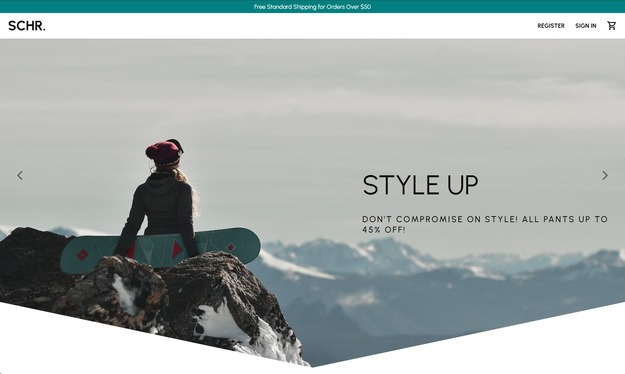 Free Standard Shipping for Orders Over $50
SCHR.
REGISTER
SIGN IN
STYLE UP
DON'T COMPROMISE ON STYLE! ALL PANTS UP TO
45% OFF!